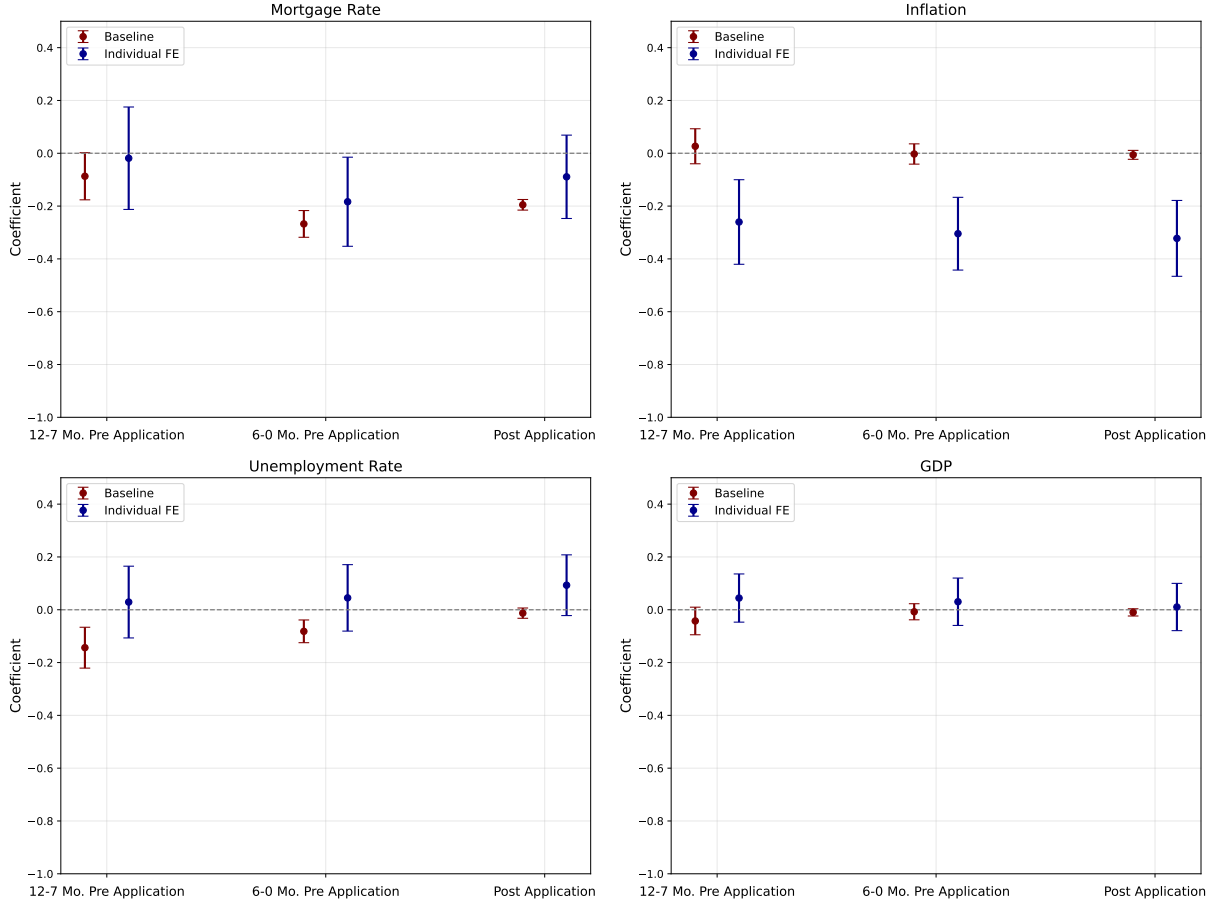 Mortgage Rate
Baseline
Individual FE
0.4
0.2
0.0
−0.2
−0.4
−0.6
−0.8
−1.0
Coefficient
12-7 Mo. Pre Application
6-0 Mo. Pre Application
Post Application
Inflation
Baseline
Individual FE
0.4
0.2
0.0
−0.2
−0.4
−0.6
−0.8
−1.0
Coefficient
12-7 Mo. Pre Application
6-0 Mo. Pre Application
Post Application
Unemployment Rate
Baseline
Individual FE
0.4
0.2
0.0
−0.2
−0.4
−0.6
−0.8
−1.0
Coefficient
12-7 Mo. Pre Application
6-0 Mo. Pre Application
Post Application
GDP
Baseline
Individual FE
0.4
0.2
0.0
−0.2
−0.4
−0.6
−0.8
−1.0
Coefficient
12-7 Mo. Pre Application
6-0 Mo. Pre Application
Post Application